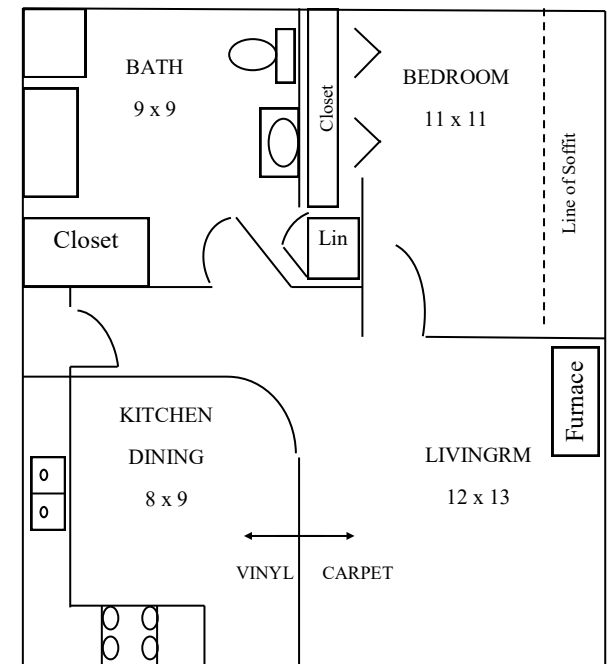 BATH
9 x 9
Closet
BEDROOM
11 x 11
Line of Soffit
Closet
Lin
Furnace
KITCHEN
DINING
8 x 9
LIVINGRM
12 x 13
VINYL
CARPET